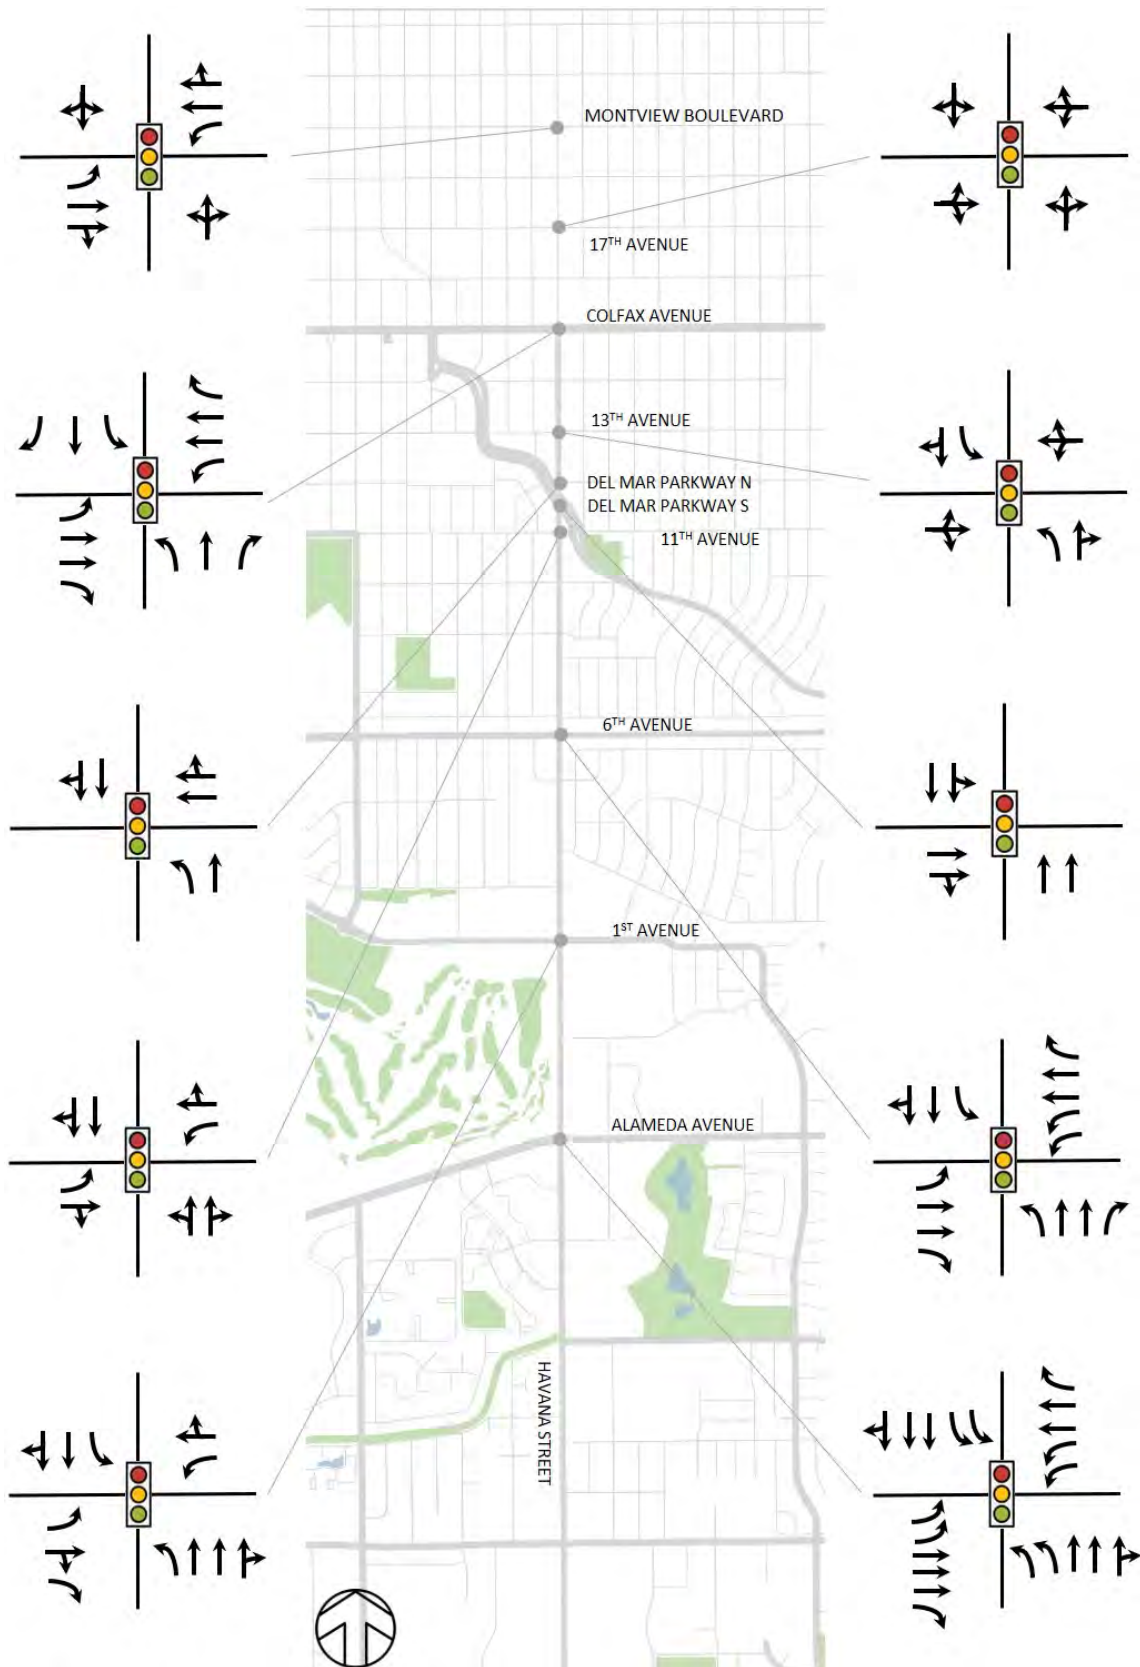 MONTVIEW BOULEVARD
17TH AVENUE
COLFAX AVENUE
13TH AVENUE
DEL MAR PARKWAY N
DEL MAR PARKWAY S
11TH AVENUE
6TH AVENUE
1ST AVENUE
ALAMEDA AVENUE
HAVANA STREET